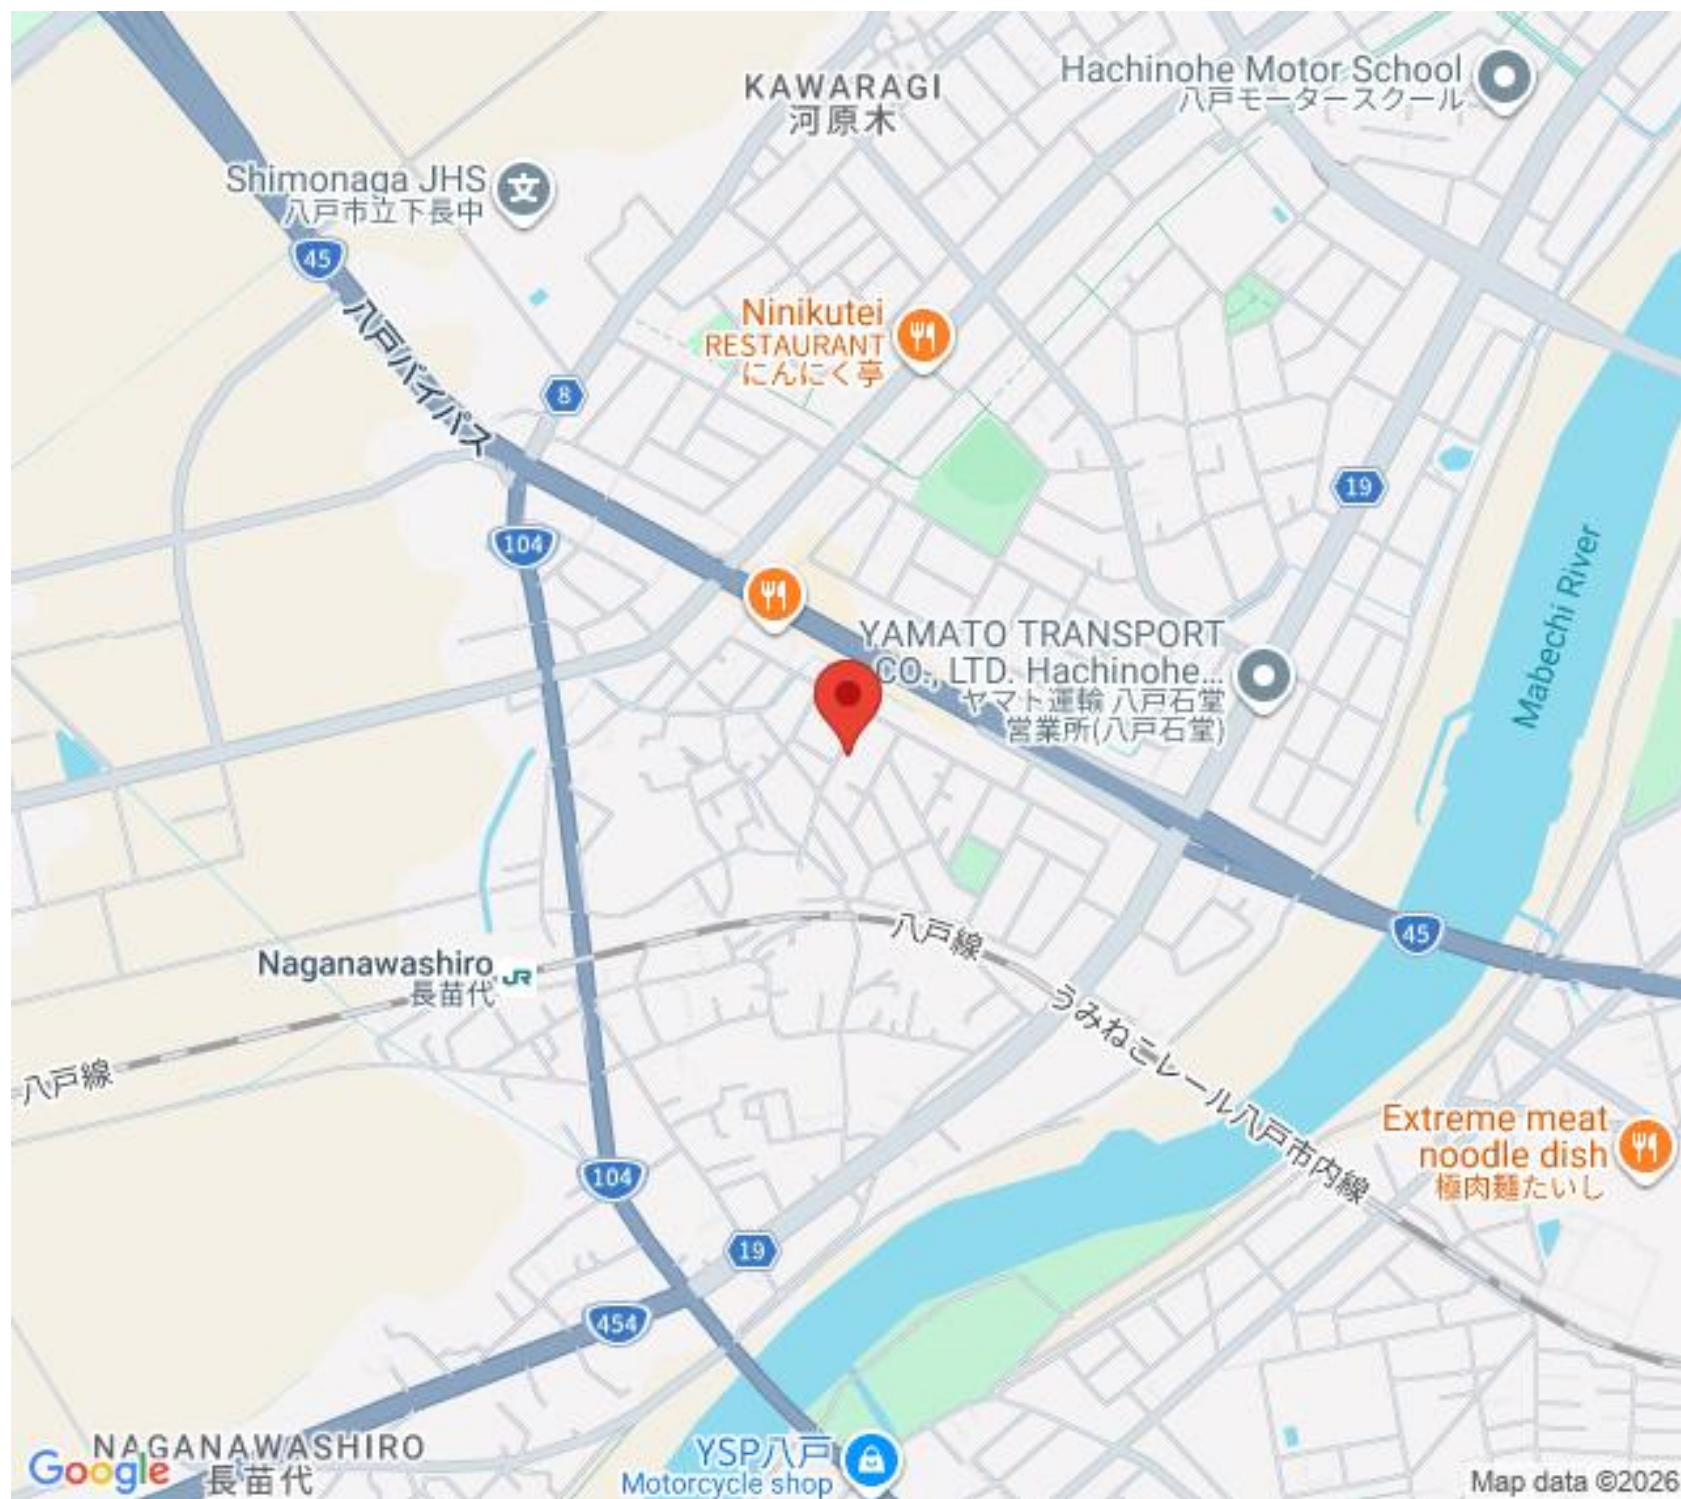 KAWARAGI
河原木
Hachinohe Motor School
八戸モータースクール
Shimonaga JHS
八戸市立下長中
45
八戸バイパス
Ninikutei
RESTAURANT
にんにく亭
8
19
104
Mabechi River
YAMATO TRANSPORT
CO., LTD. Hachinohe...
ヤマト運輸 八戸石堂
営業所(八戸石堂)
45
八戸線
Naganawashiro
長苗代
JR
うみねこレール八戸市内線
八戸線
Extreme meat
noodle dish
極肉麺たいし
104
19
454
NAGANAWASHIRO
長苗代
Google
YSP八戸
Motorcycle shop
Map data ©2026